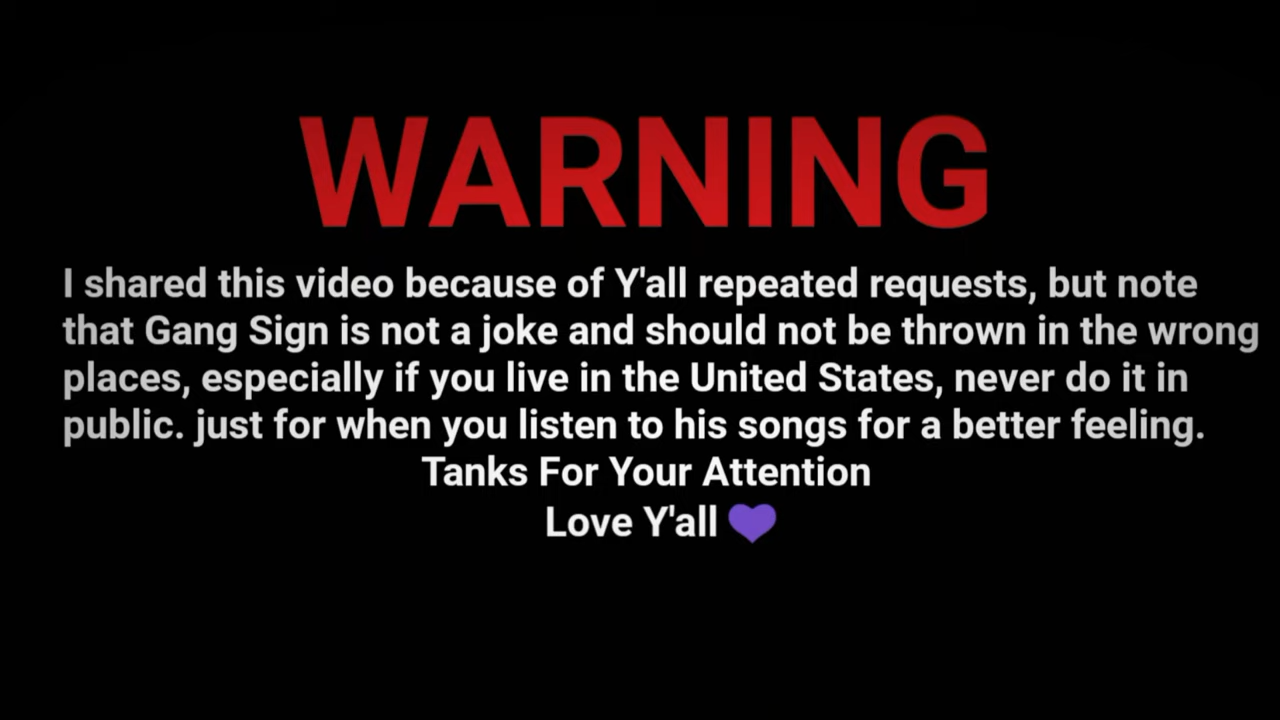 WARNING
I shared this video because of Y'all repeated requests, but note
that Gang Sign is not a joke and should not be thrown in the wrong
places, especially if you live in the United States, never do it in
public. just for when you listen to his songs for a better feeling.
Tanks For Your Attention
Love Y'all 💜